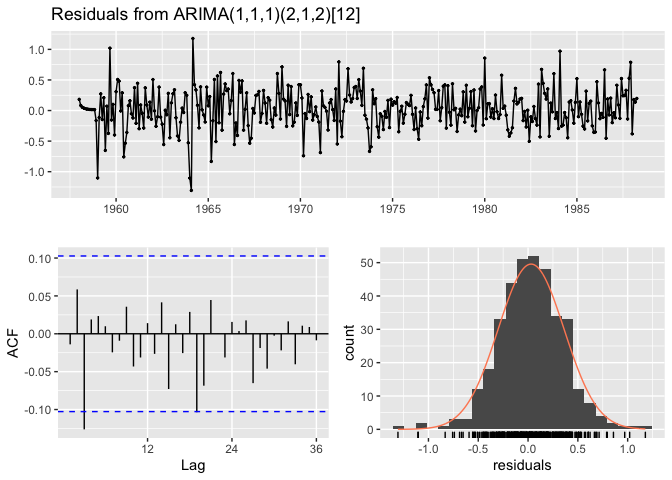 Residuals from ARIMA(1,1,1)(2,1,2)[12]
1.0
0.5
0.0
-0.5
-1.0
1960 1965 1970 1975 1980 1985
ACF
0.10
0.05
0.00
-0.05
-0.10
12 24 36
Lag
count
50
40
30
20
10
0
-1.0 -0.5 0.0 0.5 1.0
residuals